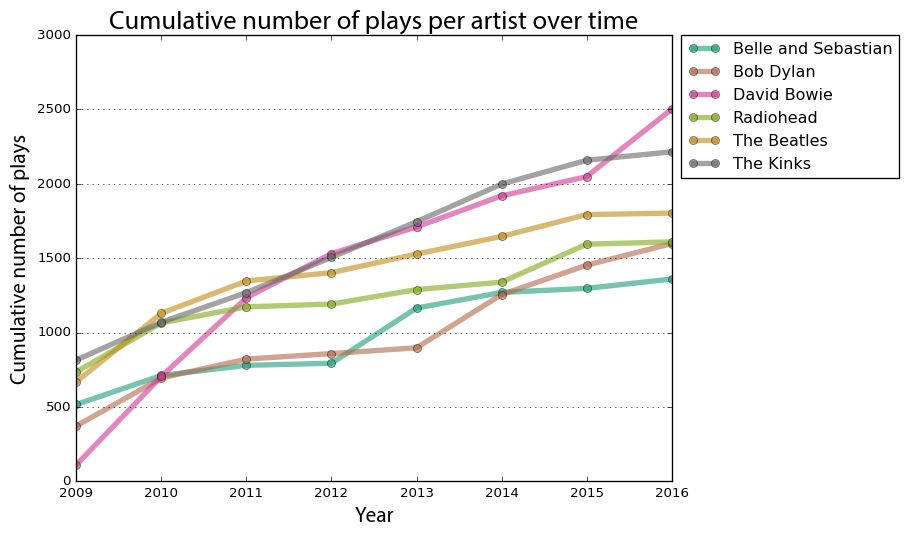 Cumulative number of plays per artist over time
3000
2500
2000
1500
1000
500
0
Cumulative number of plays
2009 2010 2011 2012 2013 2014 2015 2016
Year
Belle and Sebastian
Bob Dylan
David Bowie
Radiohead
The Beatles
The Kinks